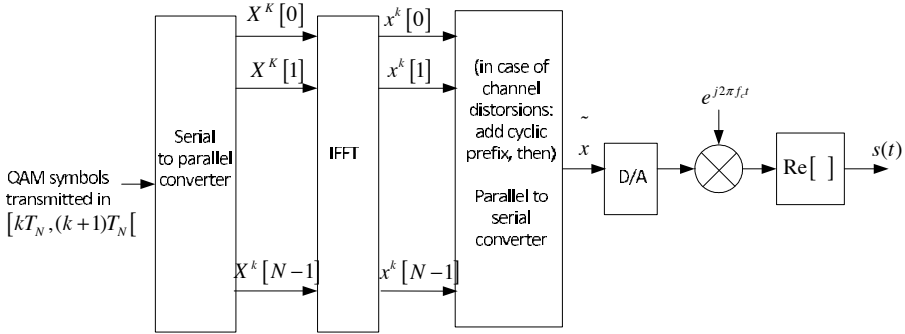 QAM symbols
transmitted in
[kT_N, (k+1)T_N[
Serial
to parallel
converter
X^K[0]
X^K[1]
X^k[N−1]
IFFT
x^k[0]
x^k[1]
x^k[N−1]
(in case of
channel
distorsions:
add cyclic
prefix, then)
Parallel to
serial
converter
~
x
D/A
e^{j2πf_ct}
Re[ ]
s(t)